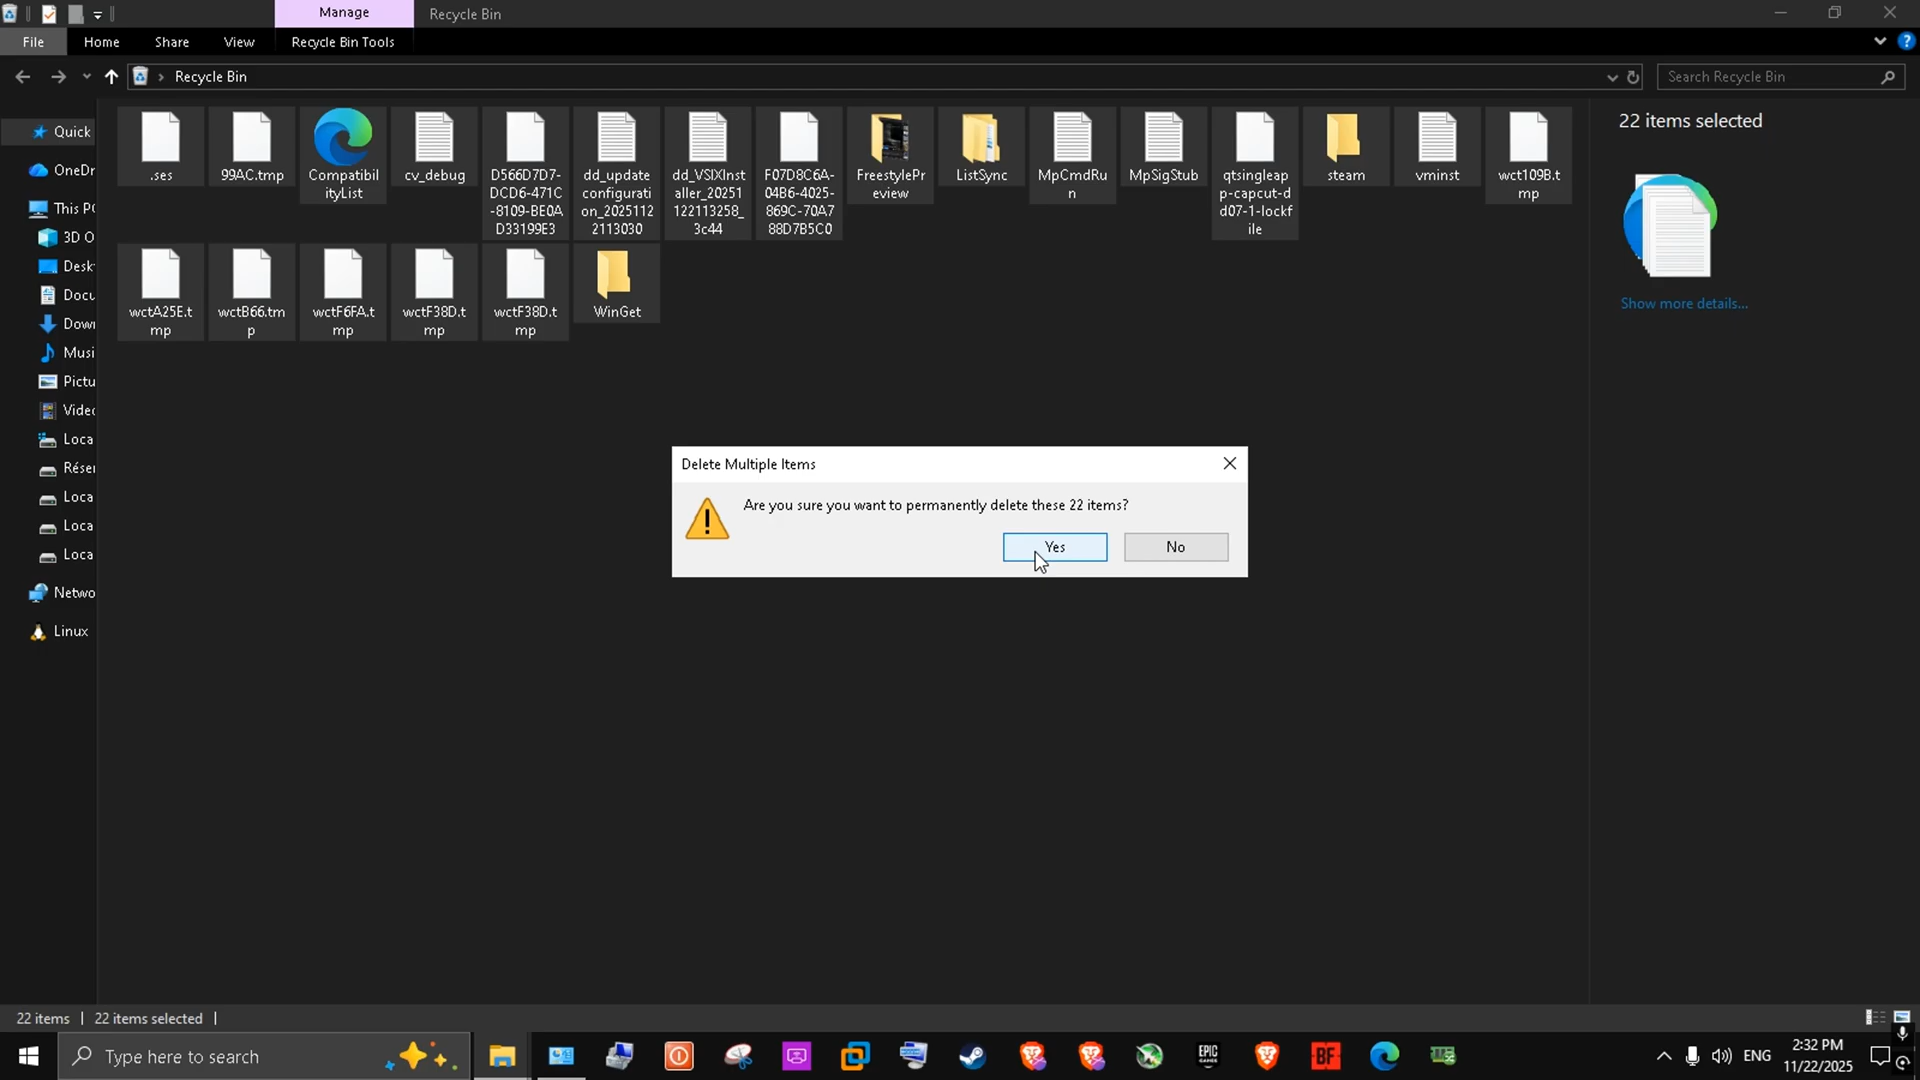 Manage
Recycle Bin
File
Home
Share
View
Recycle Bin Tools
Recycle Bin
Search Recycle Bin
Quick
OneDr
This PC
3D O
Desk
Docu
Down
Musi
Pictu
Videc
Loca
Réser
Loca
Loca
Loca
Netwo
Linux
.ses
99AC.tmp
Compatibil
ityList
cv_debug
D566D7D7-
DCD6-471C
-8109-BE0A
D33199E3
dd_update
configurati
on_2025112
2113030
dd_VSIXInst
aller_20251
122113258_
3c44
F07D8C6A-
04B6-4025-
869C-70A7
88D7B5C0
FreestylePr
eview
ListSync
MpCmdRu
n
MpSigStub
qtsingleap
p-capcut-d
d07-1-lockf
ile
steam
vminst
wct109B.t
mp
wctA25E.t
mp
wctB66.tm
p
wctF6FA.t
mp
wctF38D.t
mp
wctF38D.t
mp
WinGet
22 items selected
Show more details...
Delete Multiple Items
Are you sure you want to permanently delete these 22 items?
Yes
No
22 items
22 items selected
Type here to search
EPIC
GAMES
BF
ENG
2:32 PM
11/22/2025